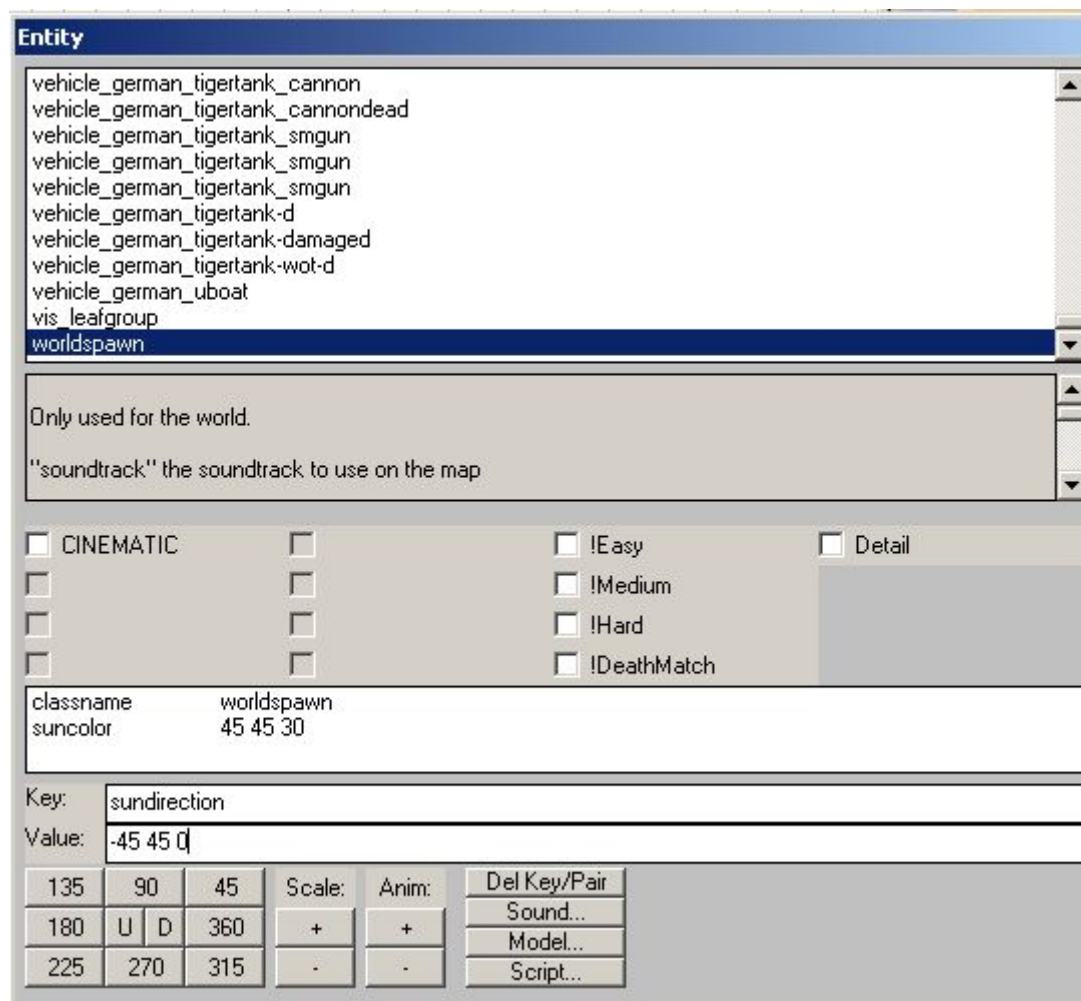 Entity
vehicle_german_tigertank_cannon
vehicle_german_tigertank_cannondead
vehicle_german_tigertank_smgun
vehicle_german_tigertank_smgun
vehicle_german_tigertank_smgun
vehicle_german_tigertank-d
vehicle_german_tigertank-damaged
vehicle_german_tigertank-wot-d
vehicle_german_uboat
vis_leafgroup
worldspawn
Only used for the world.
"soundtrack" the soundtrack to use on the map
CINEMATIC !Easy Detail
!Medium
!Hard
!DeathMatch
classname worldspawn
suncolor 45 45 30
Key: sundirection
Value: -45 45 0
135 90 45 Scale: Anim: Del Key/Pair
Sound...
180 U D 360 + + Model...
225 270 315 - - Script...